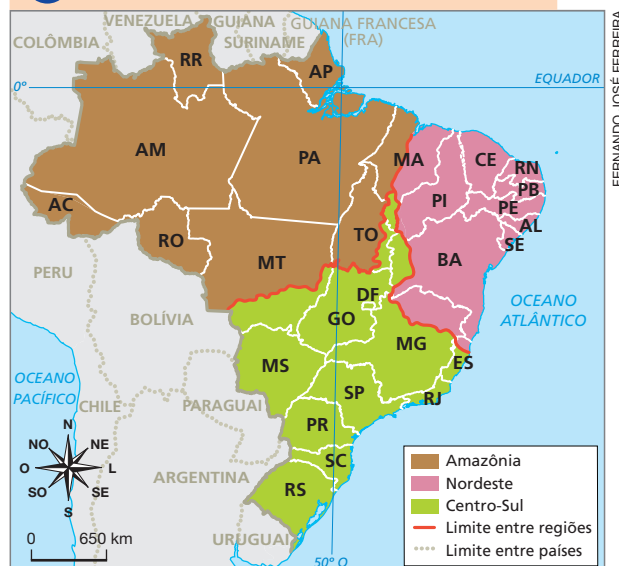 VENEZUELA
GUIANA
GUIANA FRANCESA
(FRA)
COLÔMBIA
SURINAME
RR
AP
0°
EQUADOR
AM
PA
MA
CE
RN
PB
PI
PE
AL
SE
AC
RO
TO
MT
BA
PERU
DF
GO
OCEANO
ATLÂNTICO
BOLÍVIA
MG
ES
MS
SP
RJ
OCEANO
PACÍFICO
CHILE
PARAGUAI
PR
SC
ARGENTINA
RS
URUGUAI
50° O
N
NO
NE
O
L
SO
SE
S
0 650 km
Amazônia
Nordeste
Centro-Sul
Limite entre regiões
Limite entre países
FERNANDO JOSÉ FERREIRA